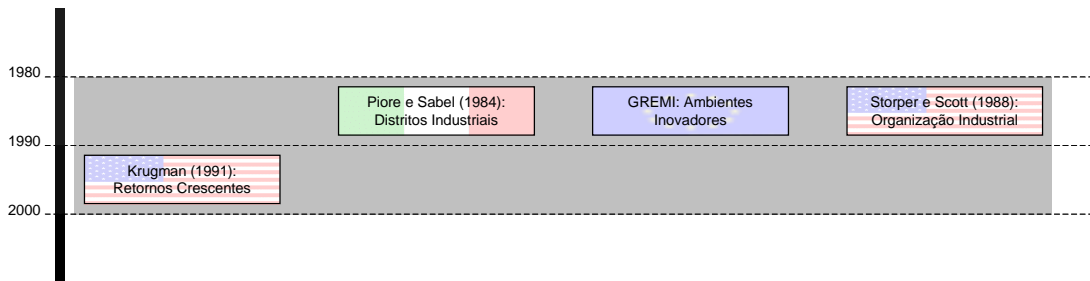 1980
Piore e Sabel (1984):
Distritos Industriais
GREMI: Ambientes
Inovadores
Storper e Scott (1988):
Organização Industrial
1990
Krugman (1991):
Retornos Crescentes
2000